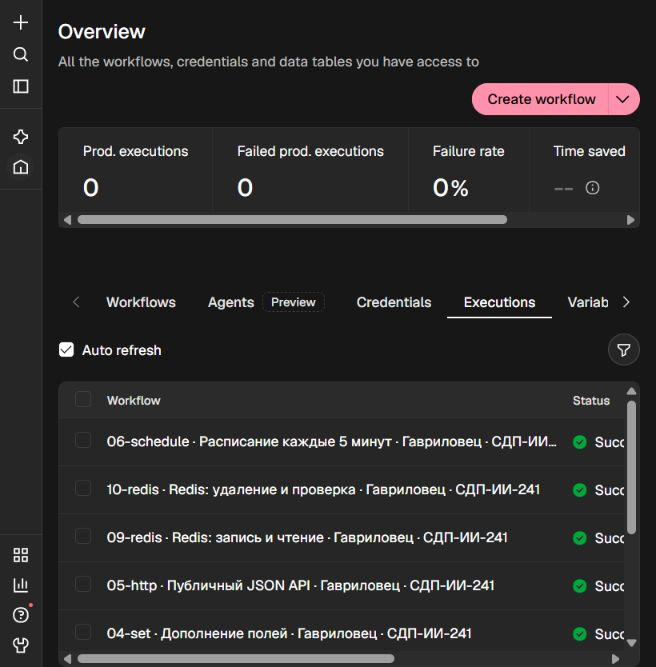 Overview
All the workflows, credentials and data tables you have access to
Create workflow
Prod. executions Failed prod. executions Failure rate Time saved
0 0 0% --
Workflows Agents Preview Credentials Executions Variab
Auto refresh
Workflow Status
06-schedule · Расписание каждые 5 минут · Гавриловец · СДП-ИИ... Succ
10-redis · Redis: удаление и проверка · Гавриловец · СДП-ИИ-241 Succ
09-redis · Redis: запись и чтение · Гавриловец · СДП-ИИ-241 Succ
05-http · Публичный JSON API · Гавриловец · СДП-ИИ-241 Succ
04-set · Дополнение полей · Гавриловец · СДП-ИИ-241 Succ